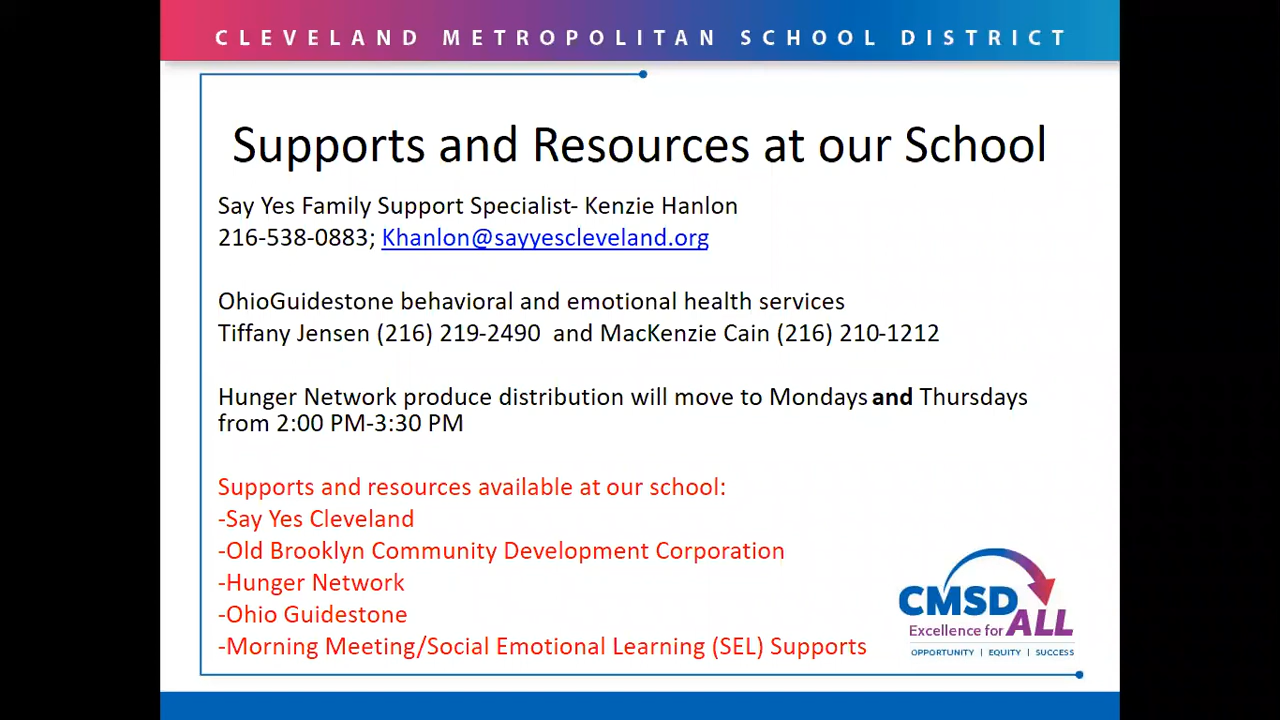 CLEVELAND METROPOLITAN SCHOOL DISTRICT
Supports and Resources at our School
Say Yes Family Support Specialist- Kenzie Hanlon
216-538-0883; Khanlon@sayyescleveland.org
OhioGuidestone behavioral and emotional health services
Tiffany Jensen (216) 219-2490 and MacKenzie Cain (216) 210-1212
Hunger Network produce distribution will move to Mondays and Thursdays
from 2:00 PM-3:30 PM
Supports and resources available at our school:
-Say Yes Cleveland
-Old Brooklyn Community Development Corporation
-Hunger Network
-Ohio Guidestone
-Morning Meeting/Social Emotional Learning (SEL) Supports
CMSD
Excellence for ALL
OPPORTUNITY | EQUITY | SUCCESS